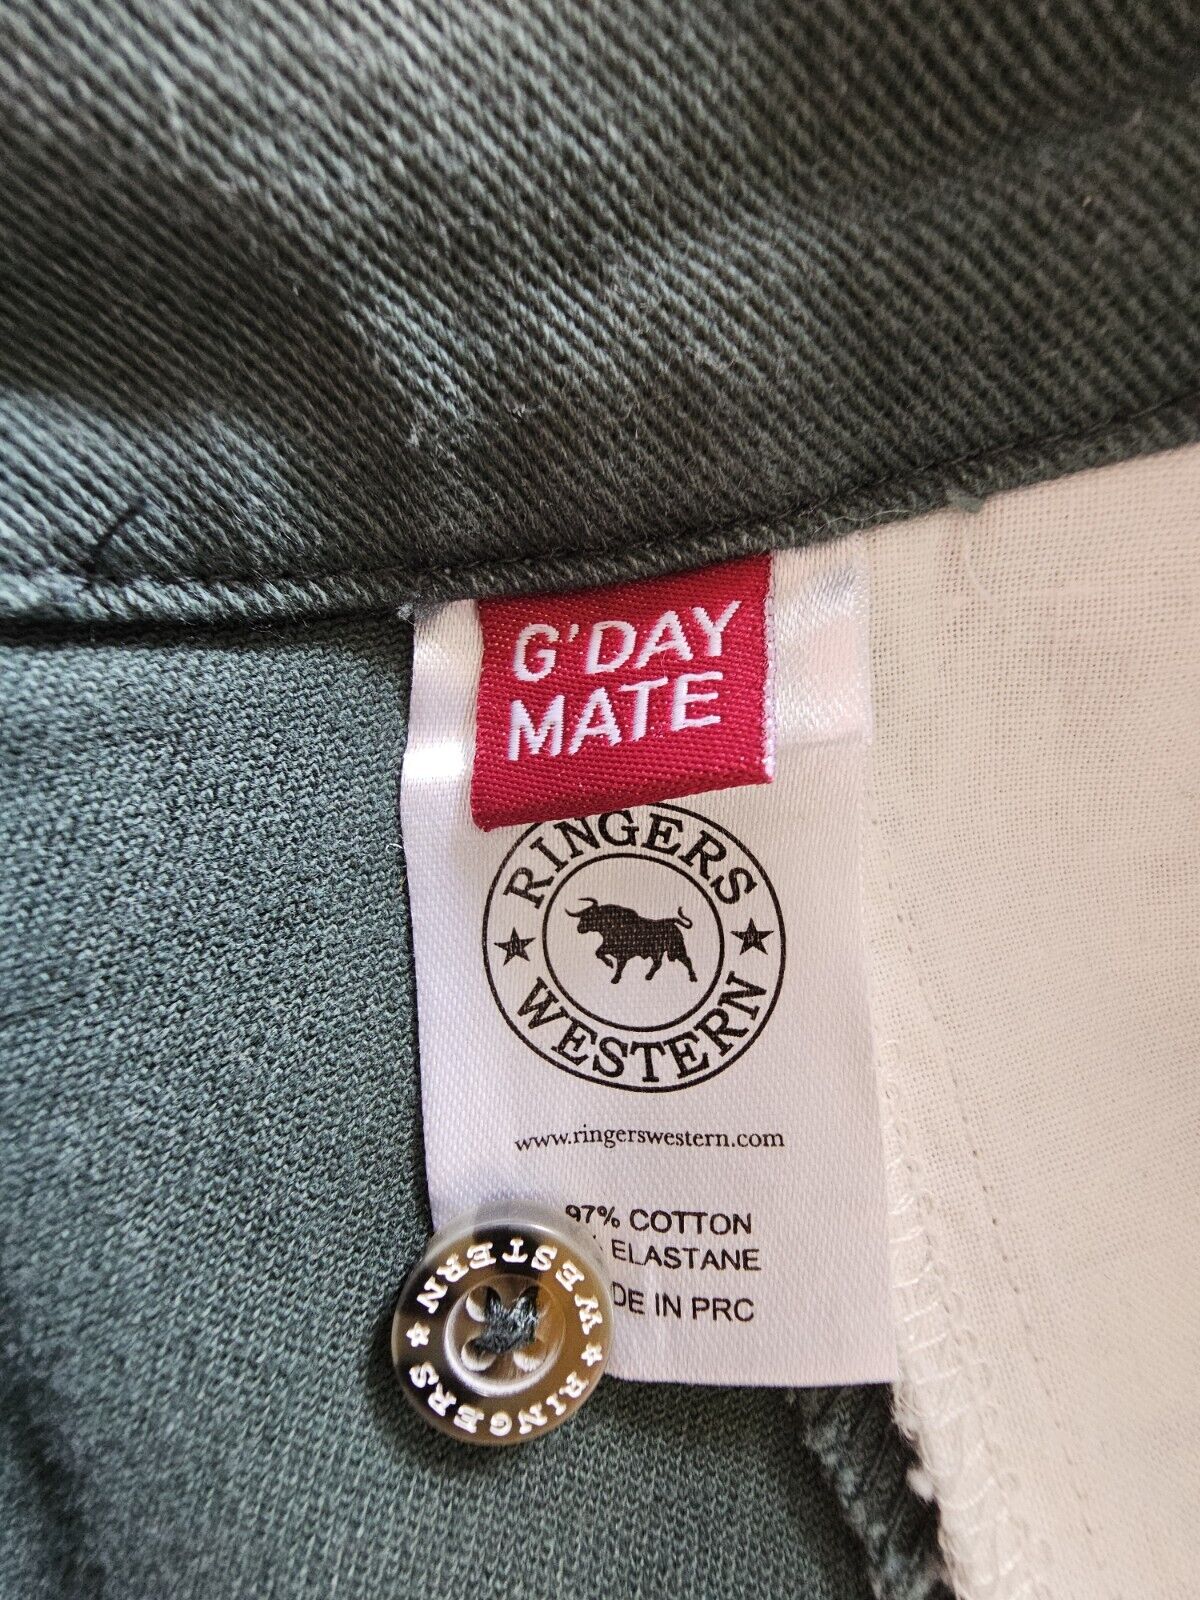 G'DAY
MATE
RINGERS
WESTERN
www.ringerswestern.com
97% COTTON
ELASTANE
DE IN PRC
RINGERS ★ WESTERN ★